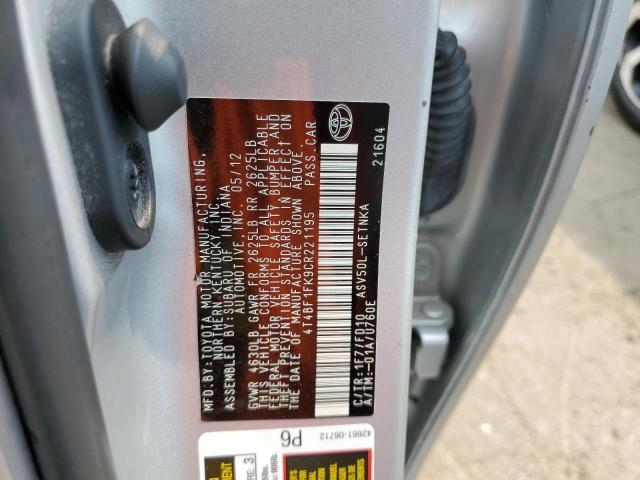 MFD. BY:TOYOTA MOTOR MANUFACTURING,
NORTHERN KENTUCKY, INC.
ASSEMBLED BY:SUBARU OF INDIANA
AUTOMOTIVE, INC. 05/12
GVWR 4630LB GAWR FR 2625LB RR 2625LB
THIS VEHICLE CONFORMS TO ALL APPLICABLE
FEDERAL MOTOR VEHICLE SAFETY, BUMPER AND
THEFT PREVENTION STANDARDS IN EFFECT ON
THE DATE OF MANUFACTURE SHOWN ABOVE.
4T4BF1FK9CR221195 PASS.CAR
C/TR:1F7/FD10 ASV50L-SETNKA
A/TM:-01A/U760E
21604
P6
42661-06712
3